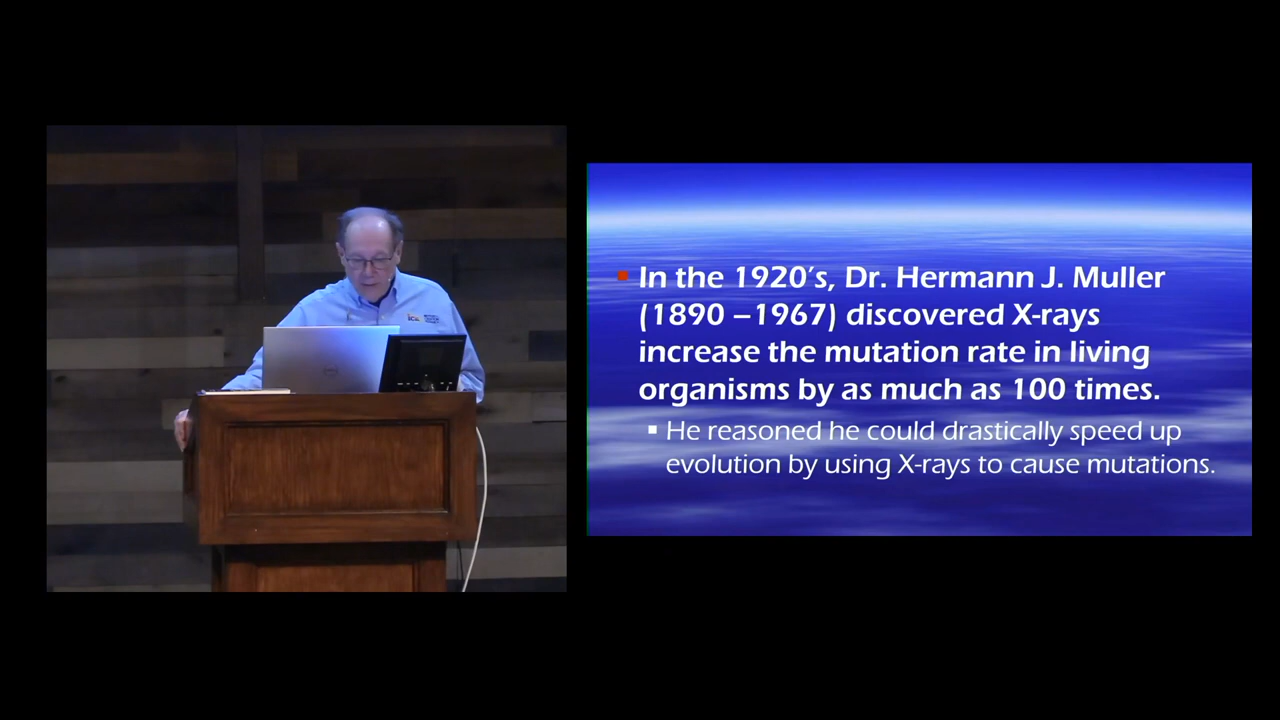 In the 1920's, Dr. Hermann J. Muller
(1890 –1967) discovered X-rays
increase the mutation rate in living
organisms by as much as 100 times.
He reasoned he could drastically speed up
evolution by using X-rays to cause mutations.